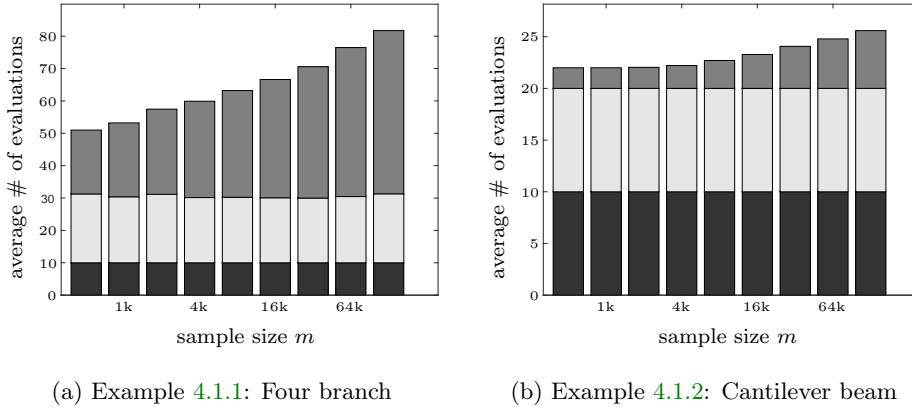 average # of evaluations
80
70
60
50
40
30
20
10
0
1k 4k 16k 64k
sample size m
(a) Example 4.1.1: Four branch
average # of evaluations
25
20
15
10
5
0
1k 4k 16k 64k
sample size m
(b) Example 4.1.2: Cantilever beam